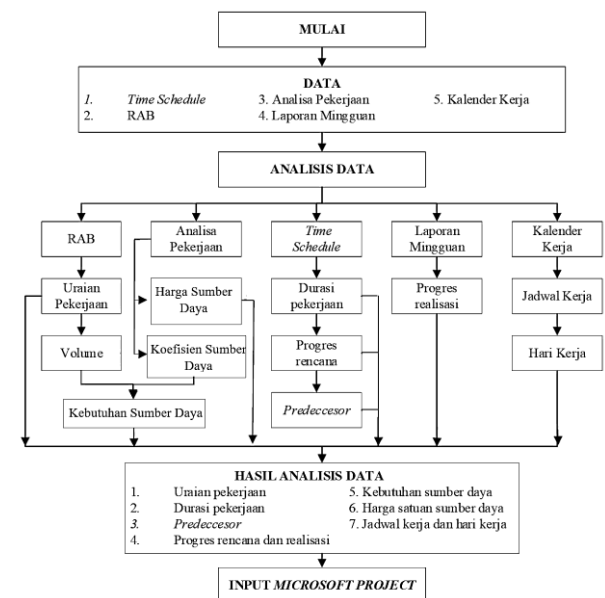 MULAI
DATA
1. Time Schedule 3. Analisa Pekerjaan 5. Kalender Kerja
2. RAB 4. Laporan Mingguan
ANALISIS DATA
RAB
Analisa
Pekerjaan
Time
Schedule
Laporan
Mingguan
Kalender
Kerja
Uraian
Pekerjaan
Harga Sumber
Daya
Durasi
pekerjaan
Progres
realisasi
Jadwal Kerja
Volume
Koefisien Sumber
Daya
Progres
rencana
Hari Kerja
Kebutuhan Sumber Daya
Predeccesor
HASIL ANALISIS DATA
1. Uraian pekerjaan 5. Kebutuhan sumber daya
2. Durasi pekerjaan 6. Harga satuan sumber daya
3. Predeccesor 7. Jadwal kerja dan hari kerja
4. Progres rencana dan realisasi
INPUT MICROSOFT PROJECT